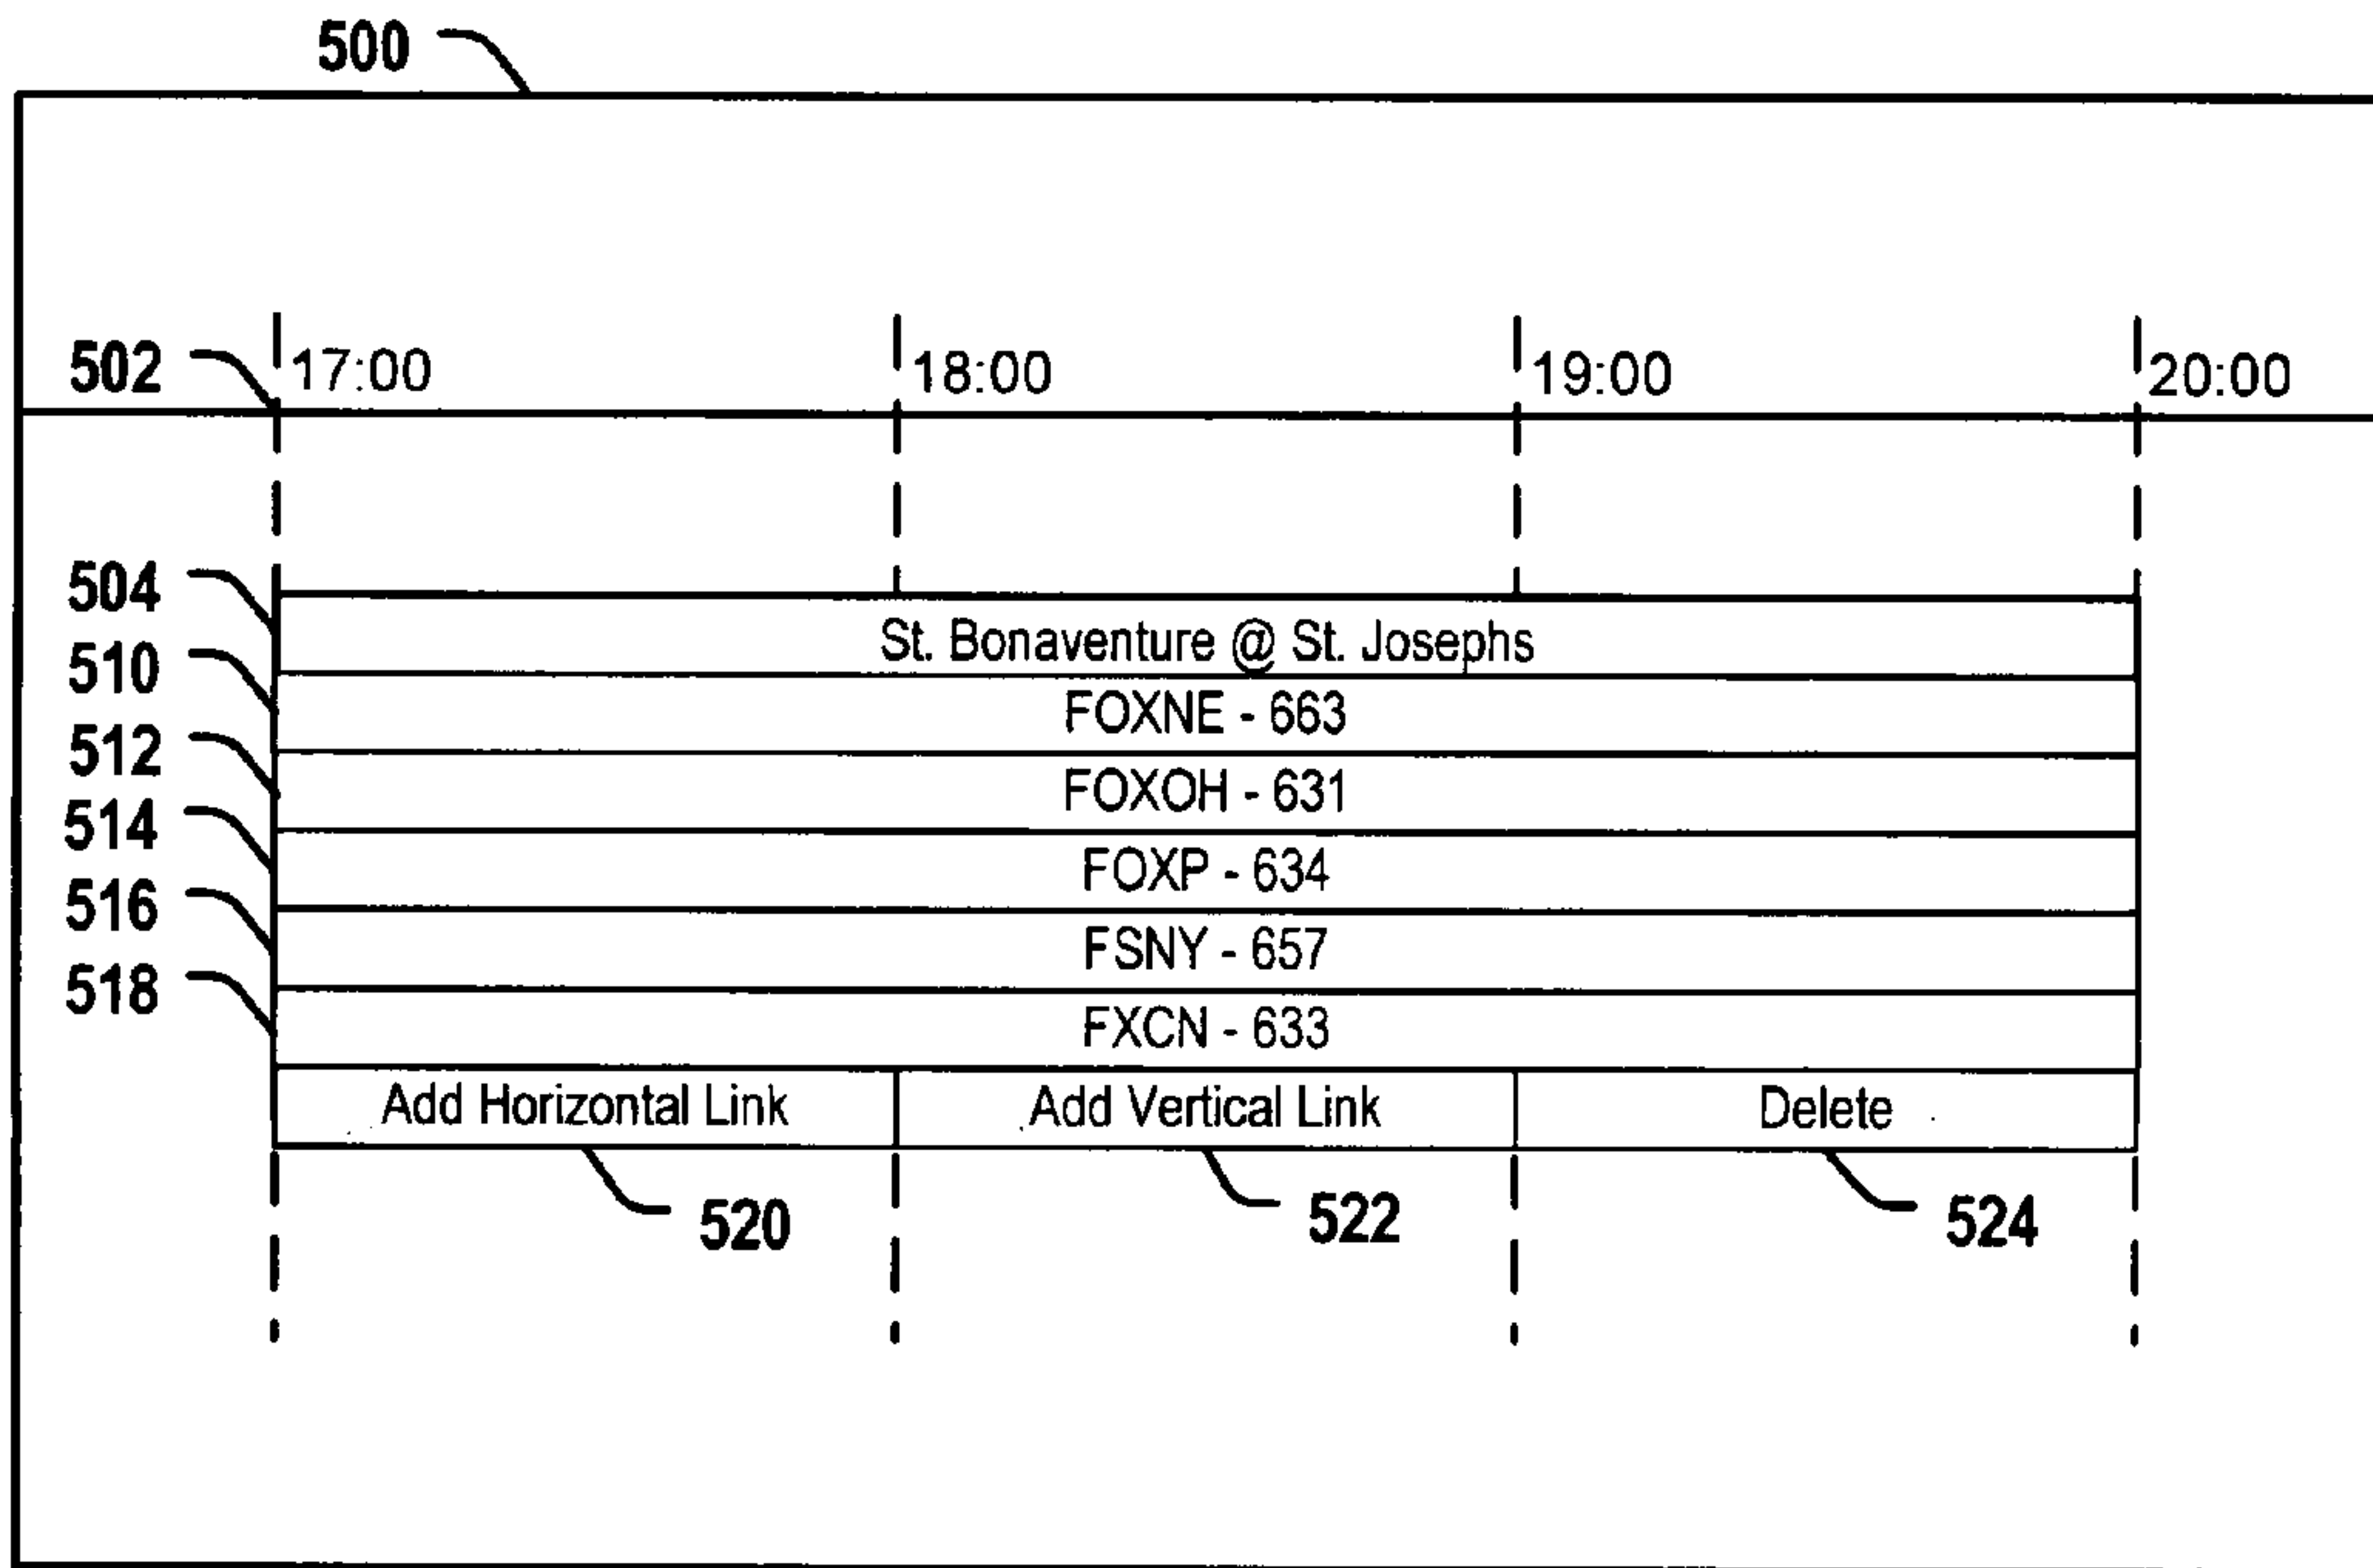 500
502 17:00 18:00 19:00 20:00
504 St. Bonaventure @ St. Josephs
510 FOXNE - 663
512 FOXOH - 631
514 FOXP - 634
516 FSNY - 657
518 FXCN - 633
Add Horizontal Link Add Vertical Link Delete
520 522 524